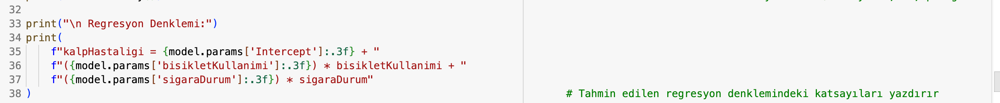 32
33 print("\n Regresyon Denklemi:")
34 print(
35     f"kalpHastaligi = {model.params['Intercept']:.3f} + "
36     f"({model.params['bisikletKullanimi']:.3f}) * bisikletKullanimi + "
37     f"({model.params['sigaraDurum']:.3f}) * sigaraDurum"
38 ) # Tahmin edilen regresyon denklemindeki katsayıları yazdırır